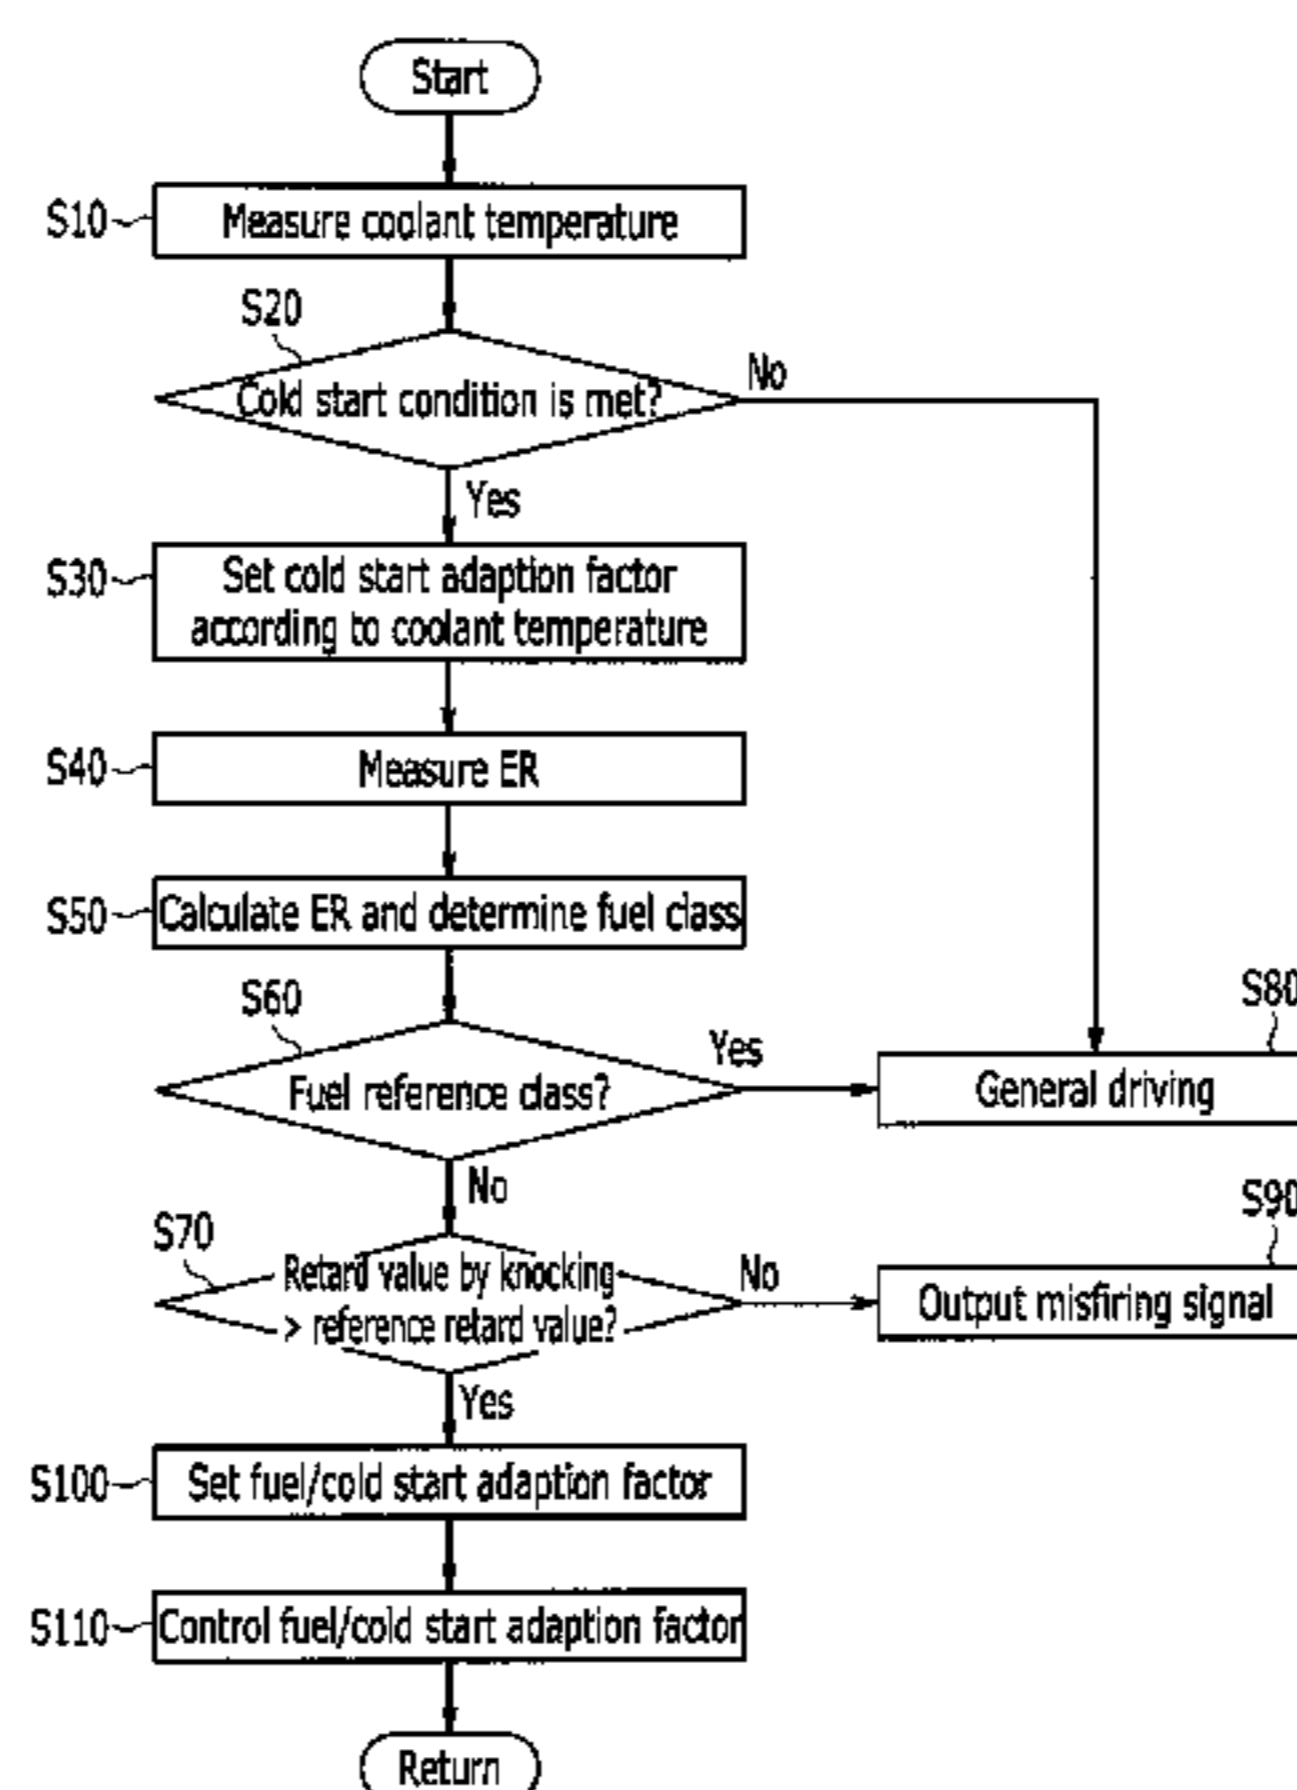 Start
S10
Measure coolant temperature
S20
Cold start condition is met?
No
Yes
S30
Set cold start adaption factor
according to coolant temperature
S40
Measure ER
S50
Calculate ER and determine fuel class
S60
Fuel reference class?
Yes
S80
General driving
No
S70
Retard value by knocking
> reference retard value?
No
S90
Output misfiring signal
Yes
S100
Set fuel/cold start adaption factor
S110
Control fuel/cold start adaption factor
Return